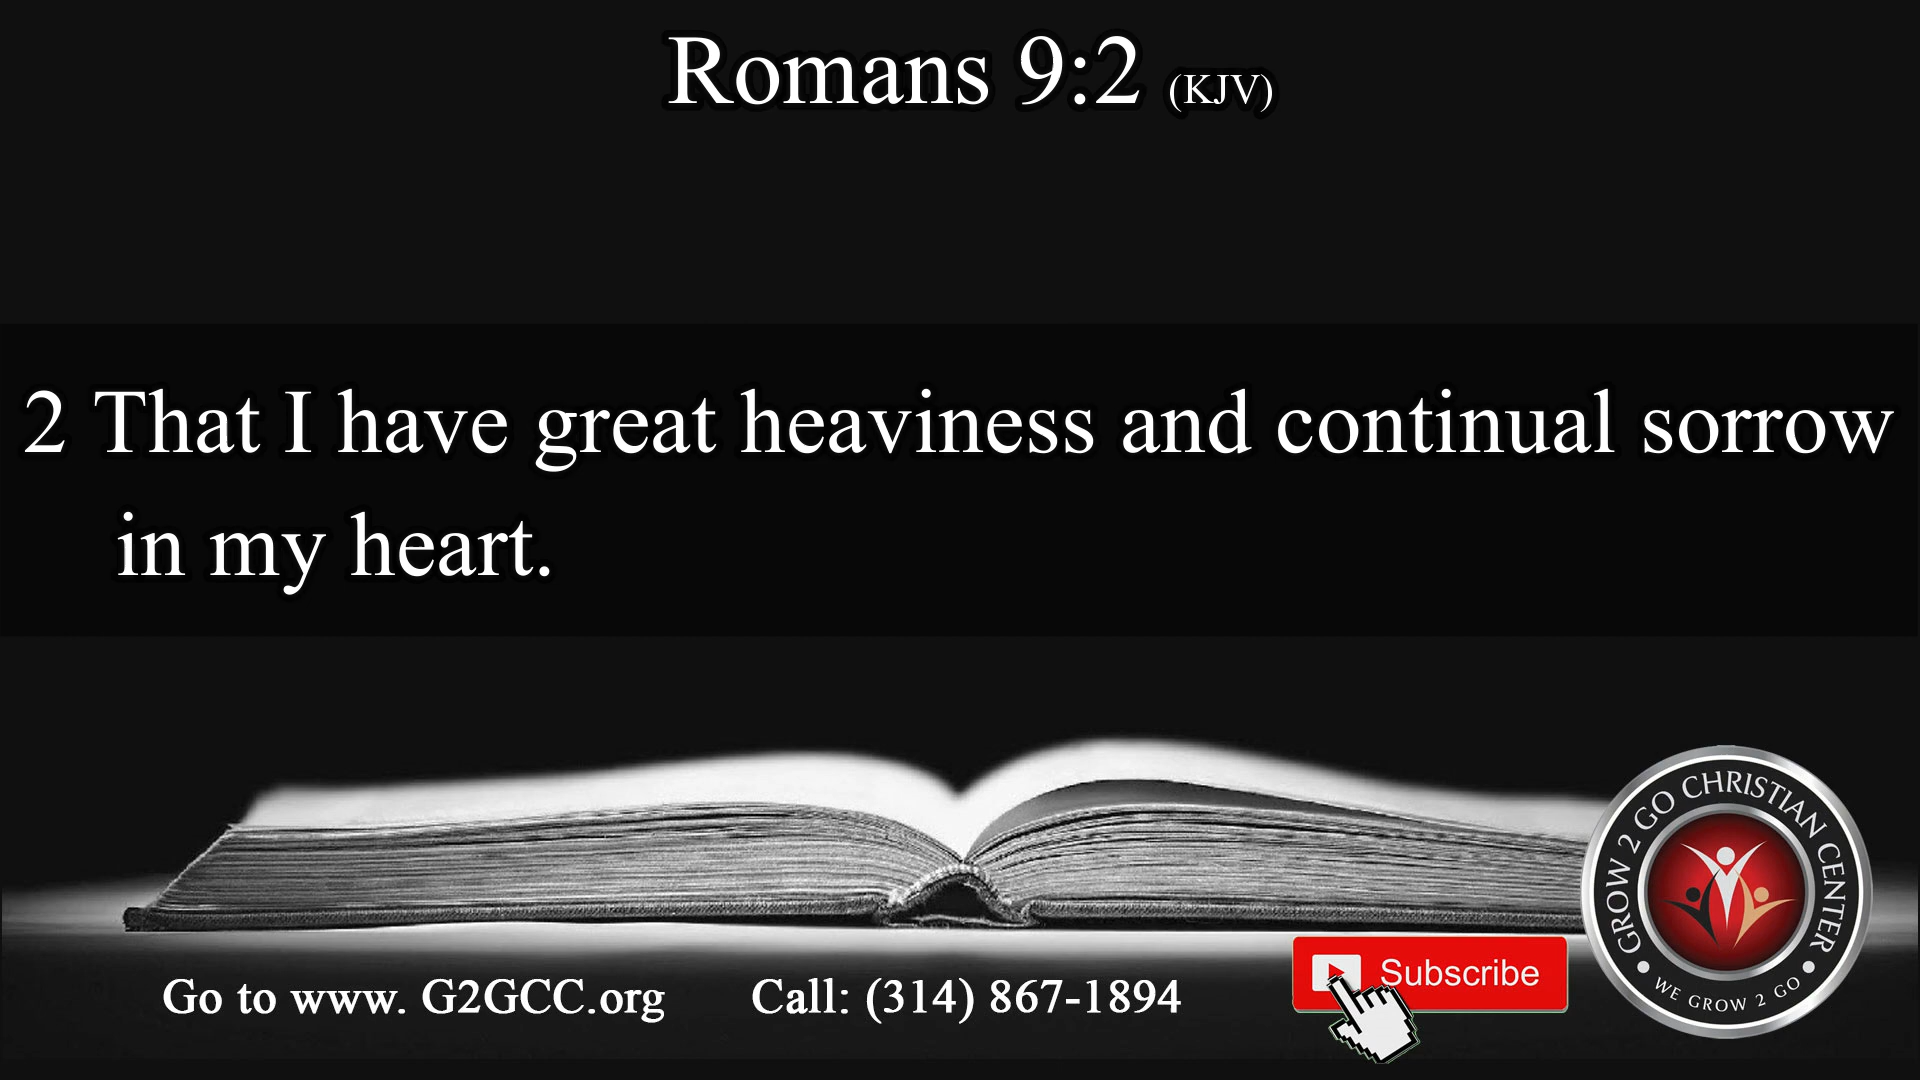 Romans 9:2 (KJV)
2 That I have great heaviness and continual sorrow
in my heart.
GROW 2 GO CHRISTIAN CENTER
WE GROW 2 GO
Subscribe
Go to www. G2GCC.org Call: (314) 867-1894